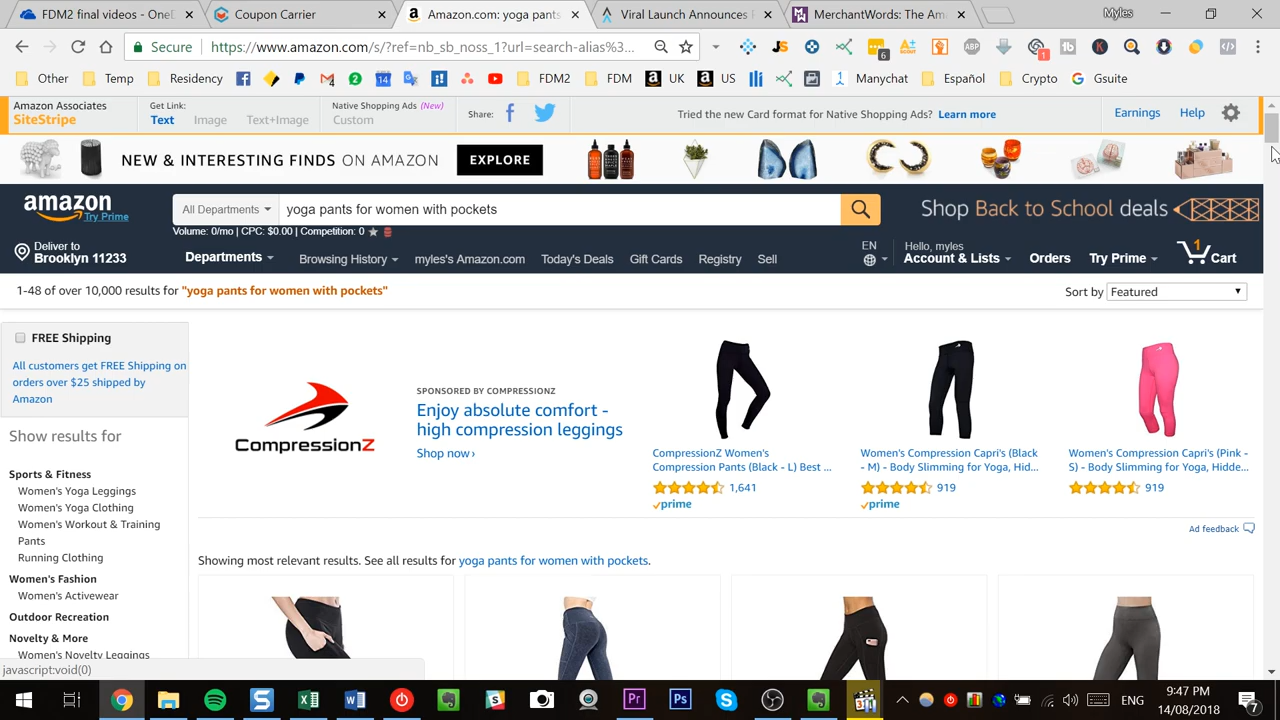 FDM2 final videos - OneD
Coupon Carrier
Amazon.com: yoga pants
Viral Launch Announces P
MerchantWords: The Am
Myles
Secure
https://www.amazon.com/s/?ref=nb_sb_noss_1?url=search-alias%...
6
1
Other
Temp
Residency
14
FDM2
FDM
UK
US
Manychat
Español
Crypto
Gsuite
Amazon Associates
SiteStripe
Get Link:
Text
Image
Text+Image
Native Shopping Ads (New)
Custom
Share:
Tried the new Card format for Native Shopping Ads? Learn more
Earnings
Help
NEW & INTERESTING FINDS ON AMAZON
EXPLORE
amazon
Try Prime
All Departments
yoga pants for women with pockets
Volume: 0/mo | CPC: $0.00 | Competition: 0
Shop Back to School deals
Deliver to
Brooklyn 11233
Departments
Browsing History
myles's Amazon.com
Today's Deals
Gift Cards
Registry
Sell
EN
Hello, myles
Account & Lists
Orders
Try Prime
1
Cart
1-48 of over 10,000 results for "yoga pants for women with pockets"
Sort by
Featured
FREE Shipping
All customers get FREE Shipping on
orders over $25 shipped by
Amazon
Show results for
Sports & Fitness
Women's Yoga Leggings
Women's Yoga Clothing
Women's Workout & Training
Pants
Running Clothing
Women's Fashion
Women's Activewear
Outdoor Recreation
Novelty & More
Women's Novelty Leggings
CompressionZ
SPONSORED BY COMPRESSIONZ
Enjoy absolute comfort -
high compression leggings
Shop now ›
CompressionZ Women's
Compression Pants (Black - L) Best ...
1,641
prime
Women's Compression Capri's (Black
- M) - Body Slimming for Yoga, Hid...
919
prime
Women's Compression Capri's (Pink -
S) - Body Slimming for Yoga, Hidde...
919
Ad feedback
Showing most relevant results. See all results for yoga pants for women with pockets.
javascript:void(0)
ENG
9:47 PM
14/08/2018
7